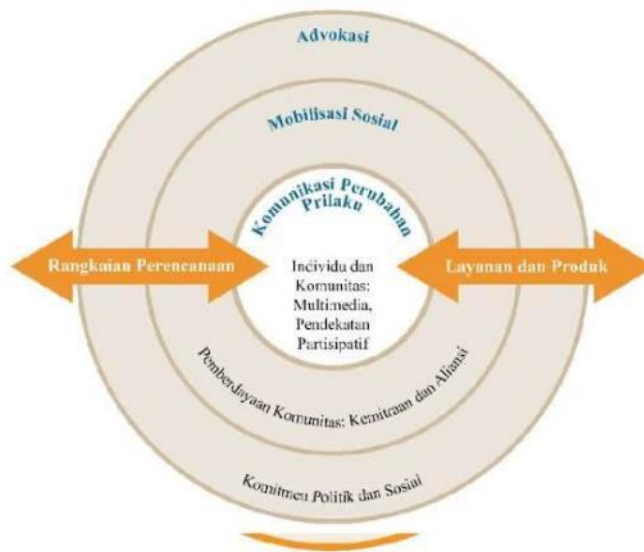 Advokasi
Mobilisasi Sosial
Komunikasi Perubahan
Prilaku
Rangkaian Perencanaan
Individu dan
Komunitas:
Multimedia,
Pendekatan
Partisipatif
Layanan dan Produk
Pemberdayaan Komunitas: Kemitraan dan Aliansi
Komitmen Politik dan Sosial